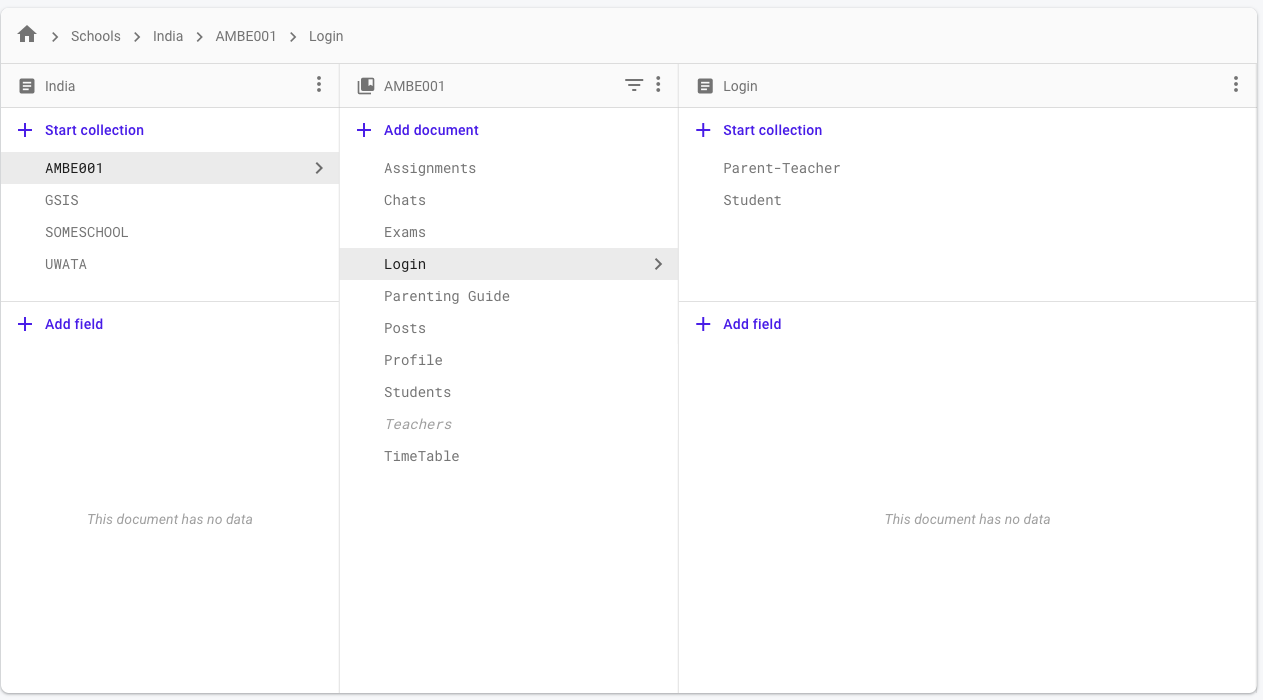 Schools India AMBE001 Login
India
Start collection
AMBE001
GSIS
SOMESCHOOL
UWATA
Add field
This document has no data
AMBE001
Add document
Assignments
Chats
Exams
Login
Parenting Guide
Posts
Profile
Students
Teachers
TimeTable
Login
Start collection
Parent-Teacher
Student
Add field
This document has no data